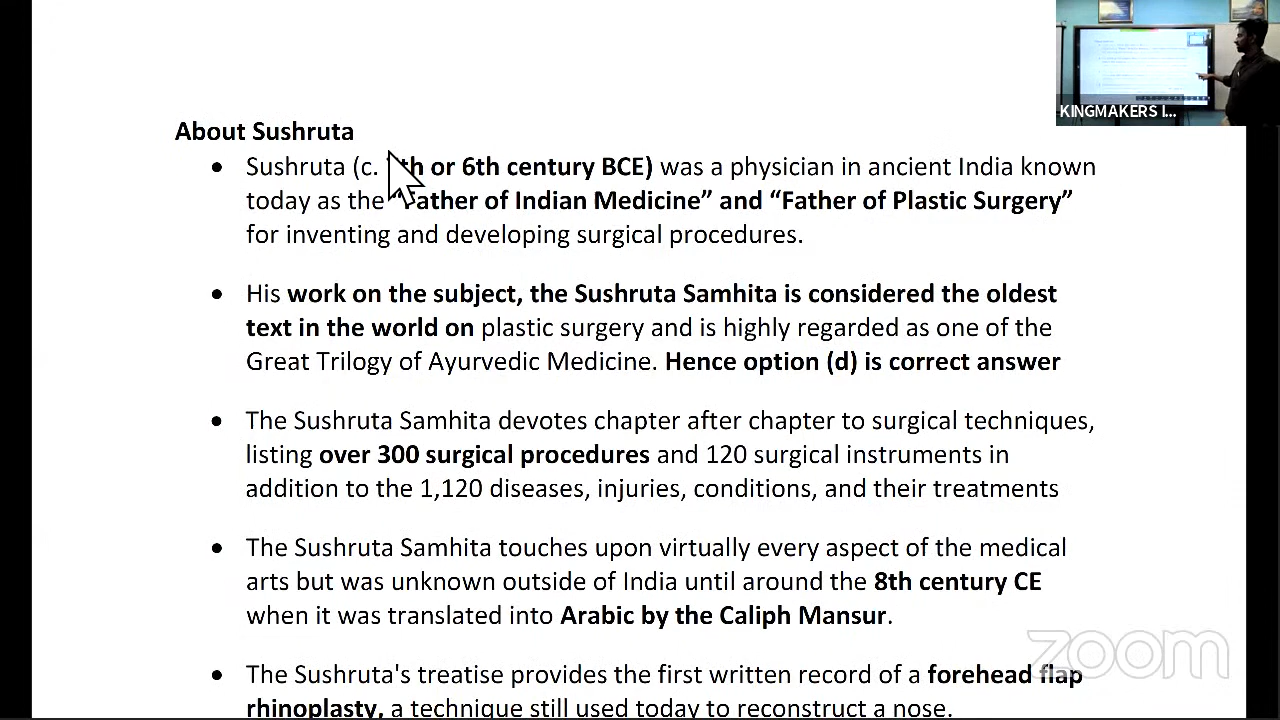 KINGMAKERS I...
About Sushruta
• Sushruta (c. th or 6th century BCE) was a physician in ancient India known
today as the Father of Indian Medicine” and “Father of Plastic Surgery”
for inventing and developing surgical procedures.
• His work on the subject, the Sushruta Samhita is considered the oldest
text in the world on plastic surgery and is highly regarded as one of the
Great Trilogy of Ayurvedic Medicine. Hence option (d) is correct answer
• The Sushruta Samhita devotes chapter after chapter to surgical techniques,
listing over 300 surgical procedures and 120 surgical instruments in
addition to the 1,120 diseases, injuries, conditions, and their treatments
• The Sushruta Samhita touches upon virtually every aspect of the medical
arts but was unknown outside of India until around the 8th century CE
when it was translated into Arabic by the Caliph Mansur.
• The Sushruta's treatise provides the first written record of a forehead flap
rhinoplasty, a technique still used today to reconstruct a nose.
zoom